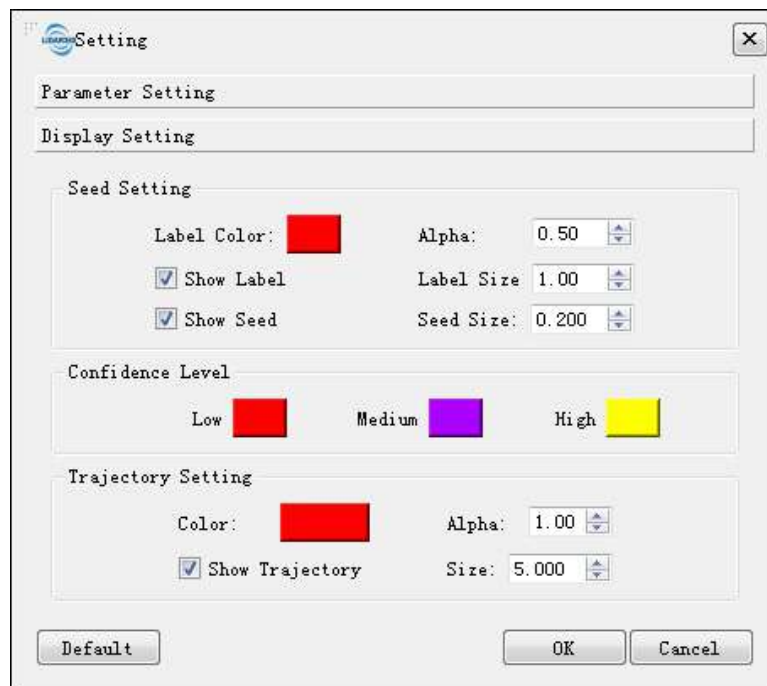 Setting
Parameter Setting
Display Setting
Seed Setting
Label Color: Alpha: 0.50
Show Label Label Size 1.00
Show Seed Seed Size: 0.200
Confidence Level
Low Medium High
Trajectory Setting
Color: Alpha: 1.00
Show Trajectory Size: 5.000
Default OK Cancel